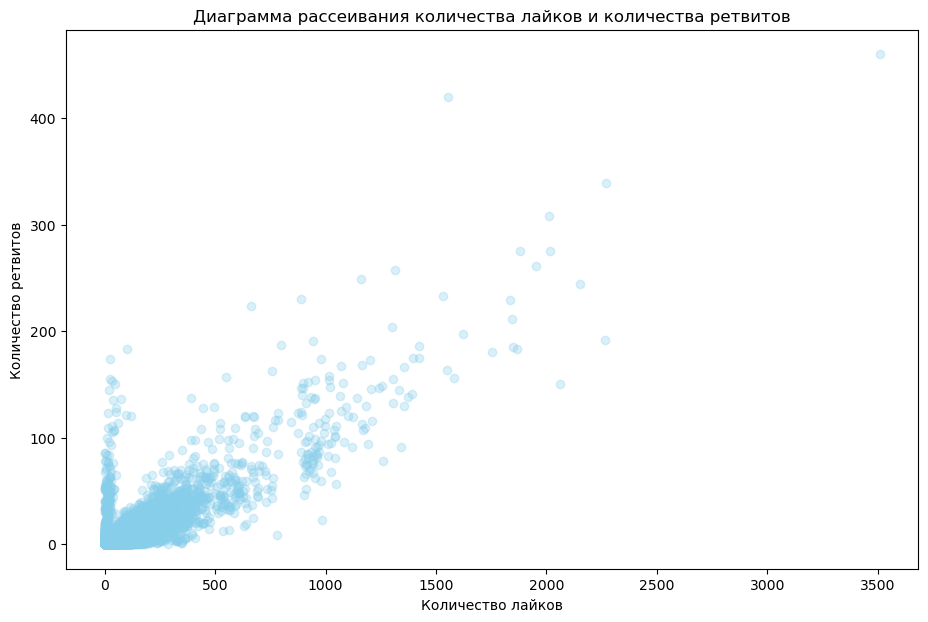 Диаграмма рассеивания количества лайков и количества ретвитов
400
300
200
100
0
Количество ретвитов
0 500 1000 1500 2000 2500 3000 3500
Количество лайков